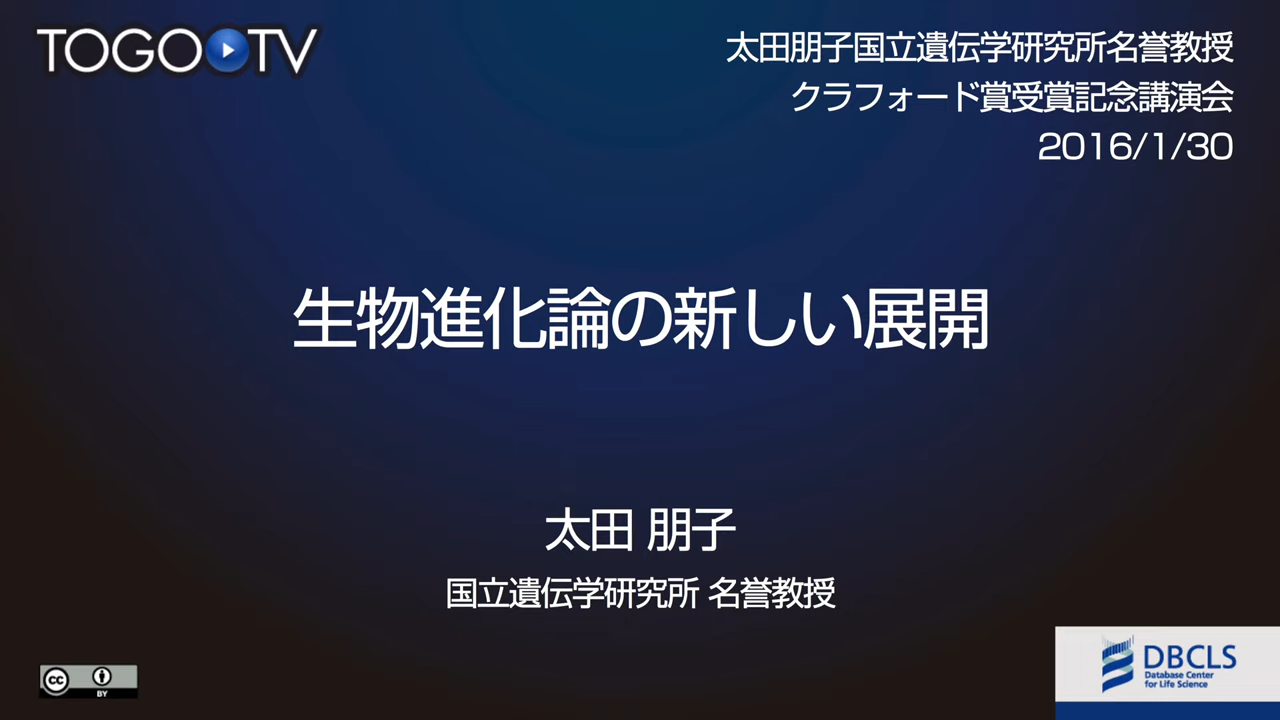 TOGO TV
太田朋子国立遺伝学研究所名誉教授
クラフォード賞受賞記念講演会
2016/1/30
生物進化論の新しい展開
太田 朋子
国立遺伝学研究所 名誉教授
cc
BY
DBCLS
Database Center
for Life Science